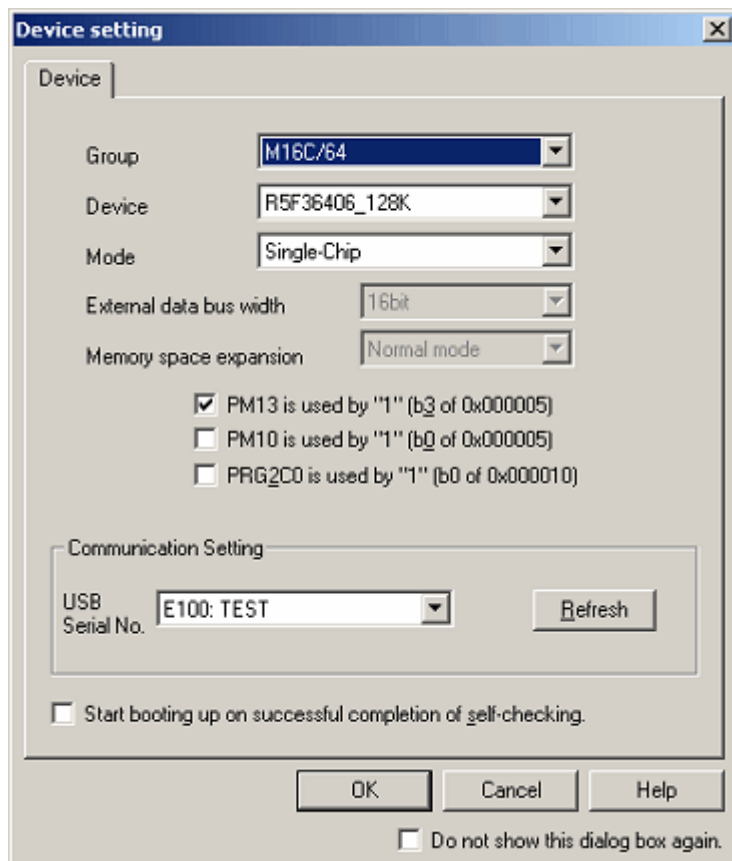 Device setting
Device
Group M16C/64
Device R5F36406_128K
Mode Single-Chip
External data bus width 16bit
Memory space expansion Normal mode
PM13 is used by "1" (b3 of 0x000005)
PM10 is used by "1" (b0 of 0x000005)
PRG2C0 is used by "1" (b0 of 0x000010)
Communication Setting
USB
Serial No. E100: TEST Refresh
Start booting up on successful completion of self-checking.
OK Cancel Help
Do not show this dialog box again.